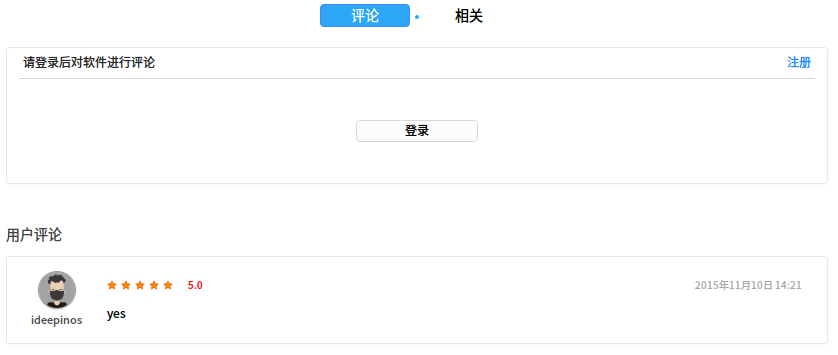 评论 相关
请登录后对软件进行评论 注册
登录
用户评论
5.0 2015年11月10日 14:21
ideepinos yes